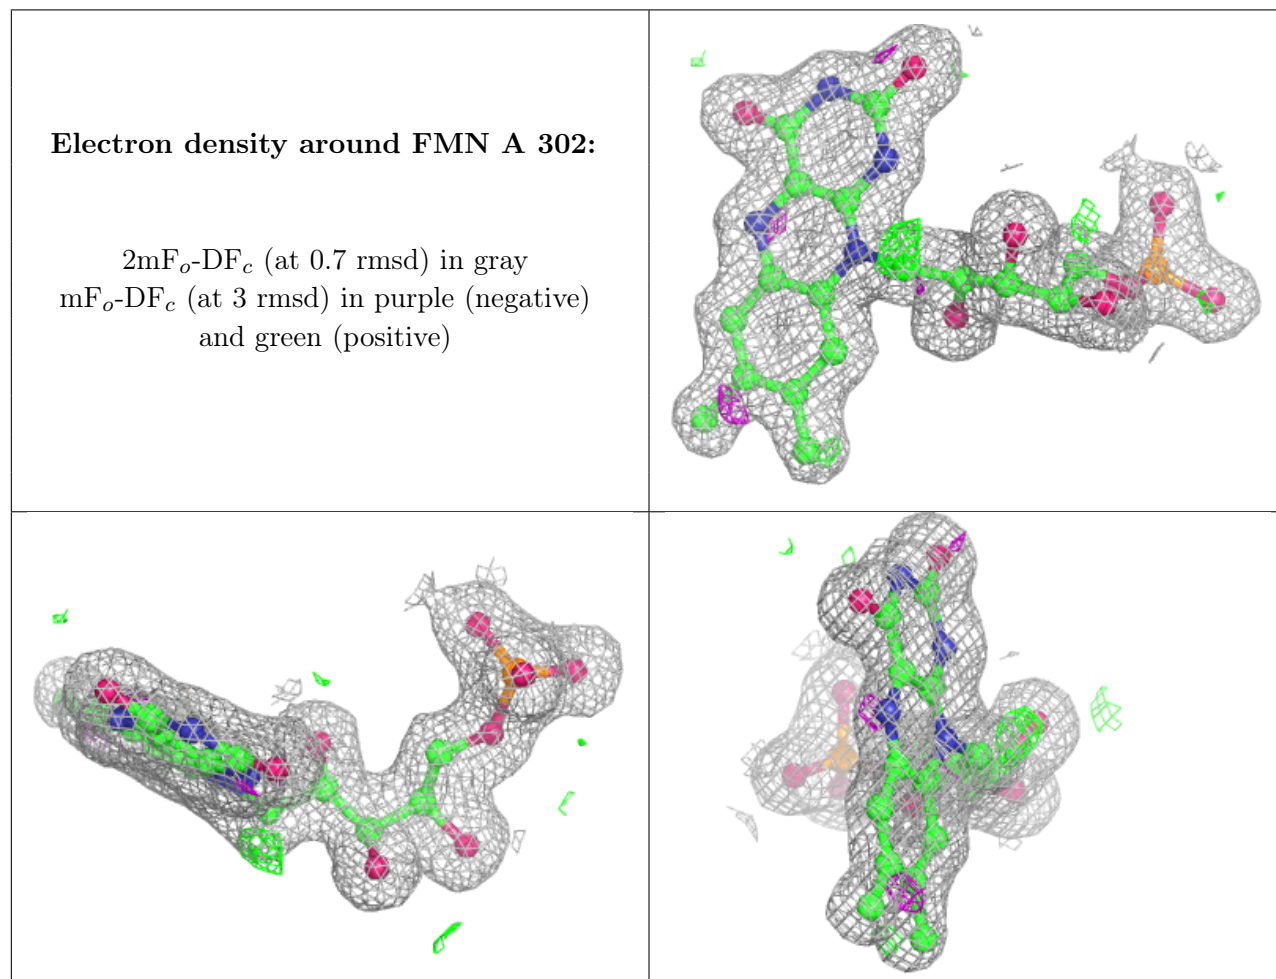 Electron density around FMN A 302:
2mFo-DFc (at 0.7 rmsd) in gray
mFo-DFc (at 3 rmsd) in purple (negative)
and green (positive)